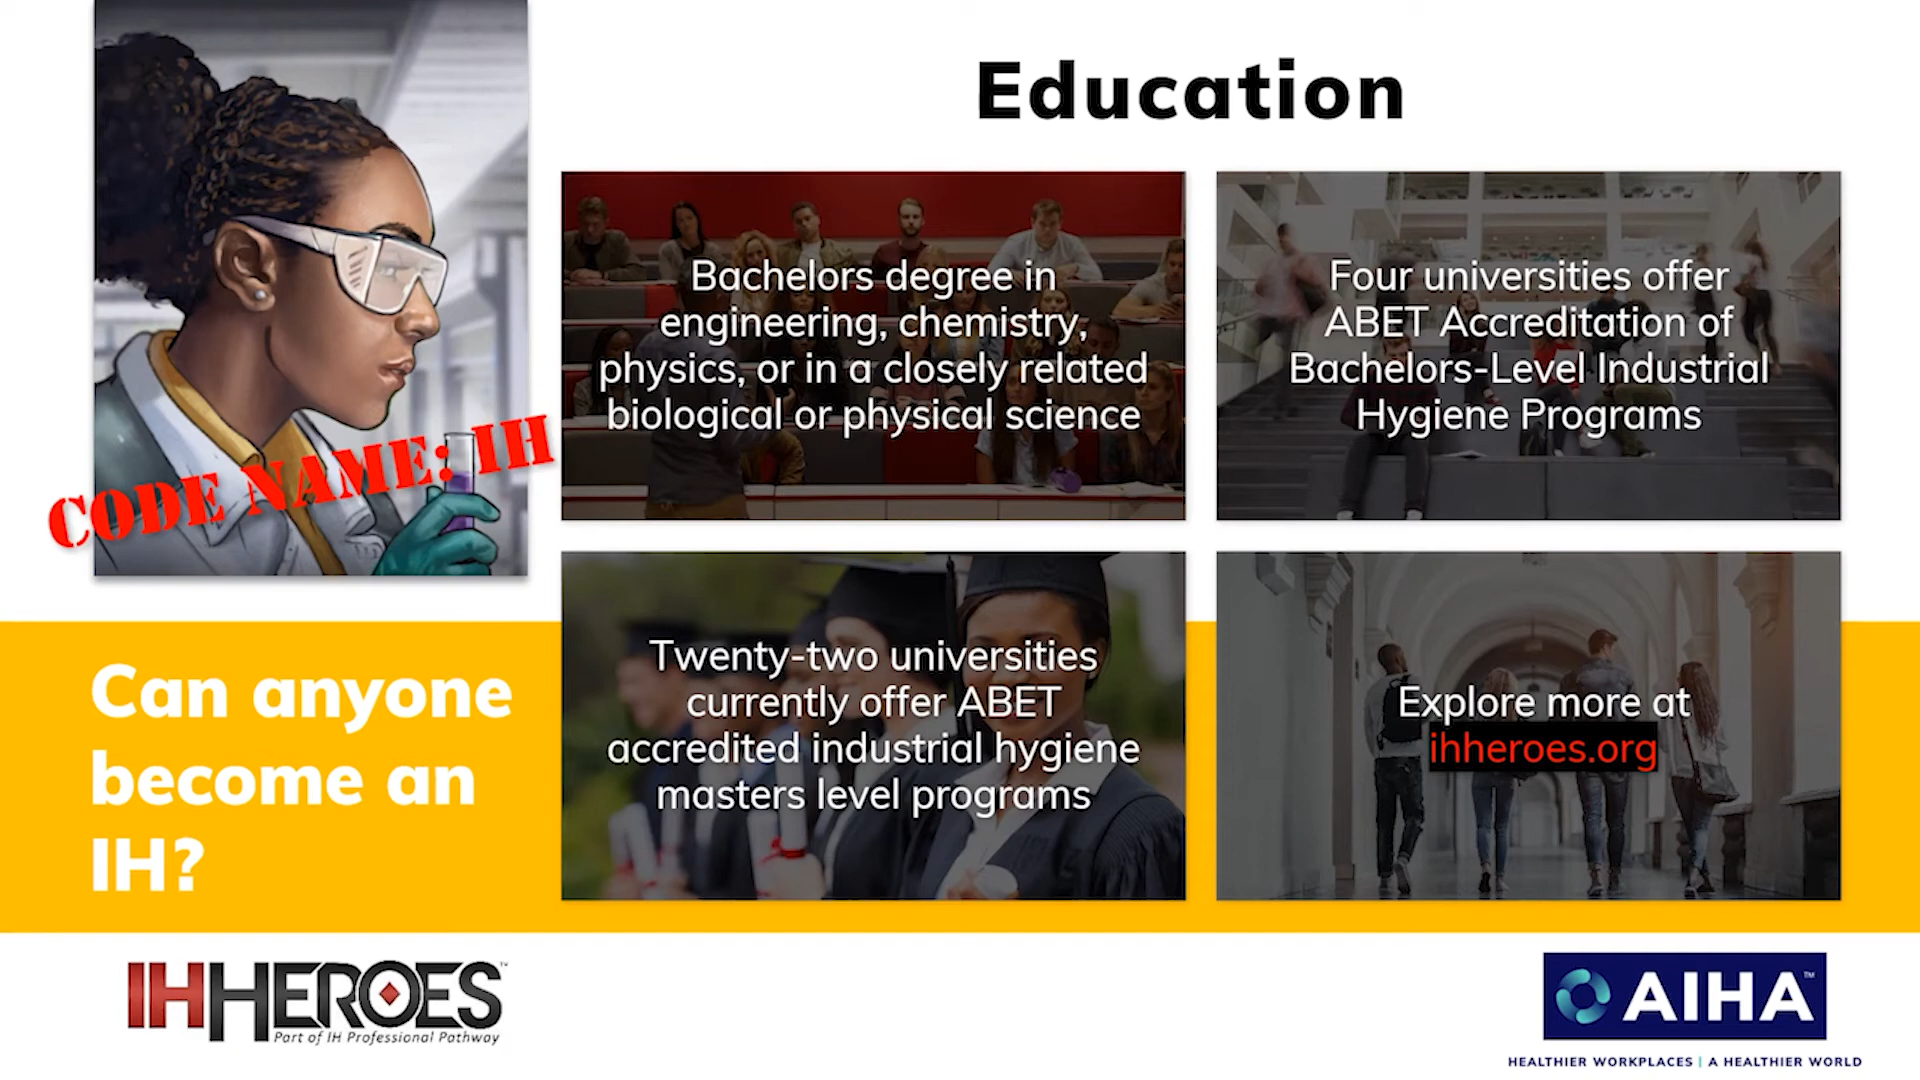 Education
CODE NAME: IH
Bachelors degree in
engineering, chemistry,
physics, or in a closely related
biological or physical science
Four universities offer
ABET Accreditation of
Bachelors-Level Industrial
Hygiene Programs
Can anyone
become an
IH?
Twenty-two universities
currently offer ABET
accredited industrial hygiene
masters level programs
Explore more at
ihheroes.org
IHHEROES™
Part of IH Professional Pathway
AIHA™
HEALTHIER WORKPLACES | A HEALTHIER WORLD